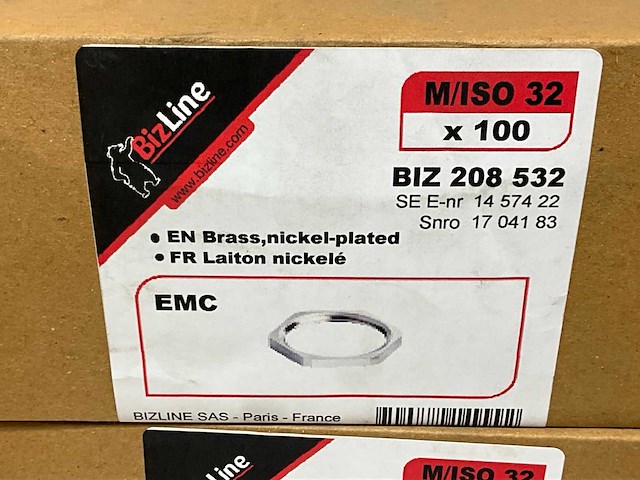 BizLine
www.bizline.com
M/ISO 32
x 100
BIZ 208 532
SE E-nr 14 574 22
Snro 17 041 83
• EN Brass,nickel-plated
• FR Laiton nickelé
EMC
BIZLINE SAS - Paris - France
Line
M/ISO 32